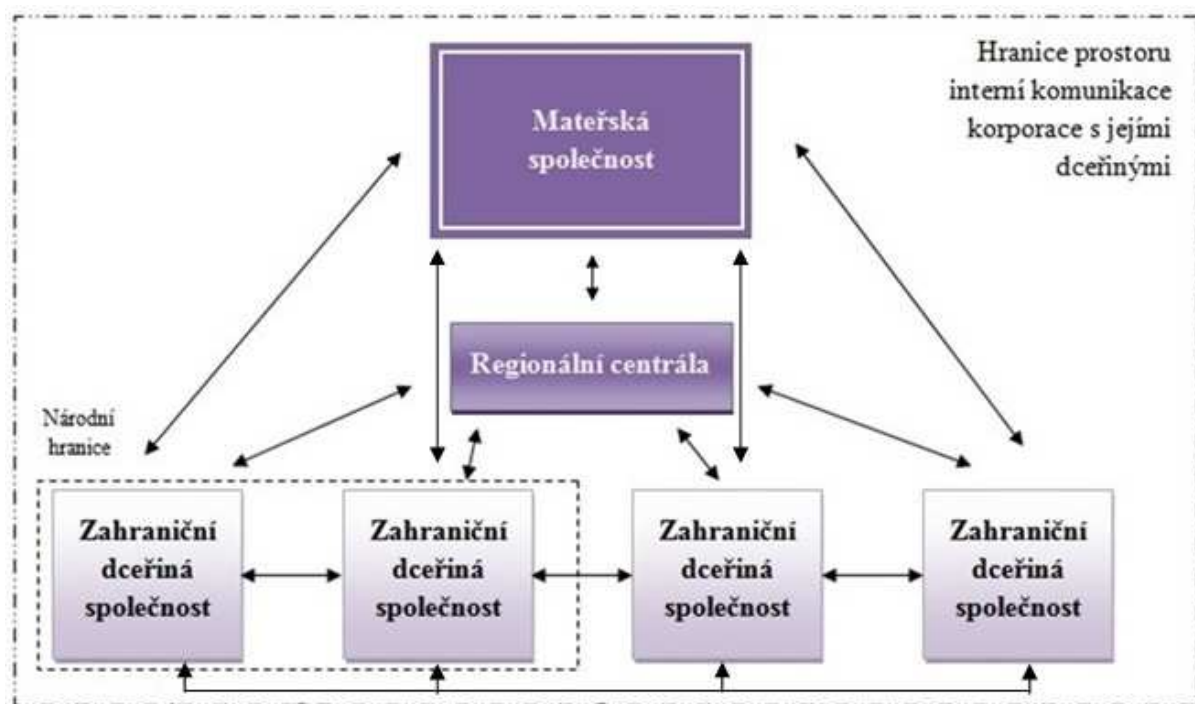 Hranice prostoru
interní komunikace
korporace s jejími
dceřinými
Mateřská
společnost
Regionální centrála
Národní
hranice
Zahraniční
dceřiná
společnost
Zahraniční
dceřiná
společnost
Zahraniční
dceřiná
společnost
Zahraniční
dceřiná
společnost